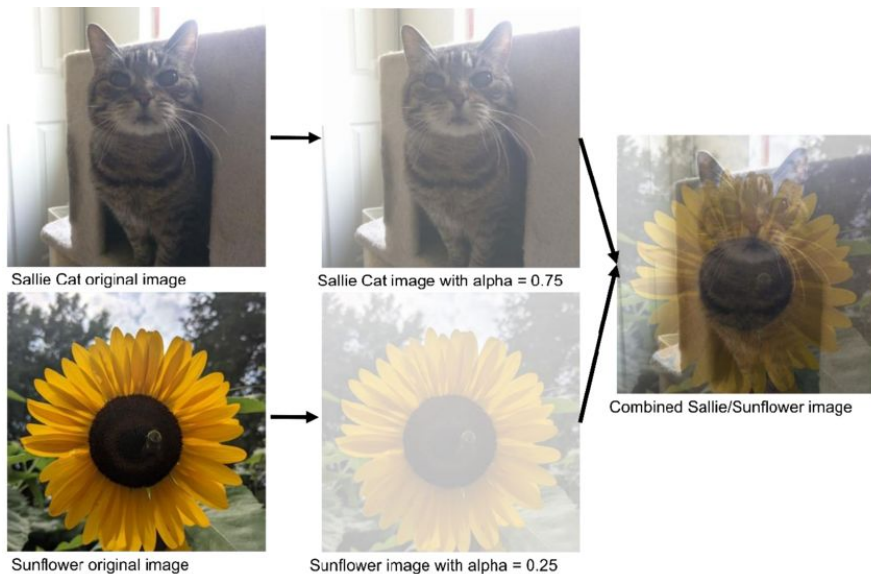 Sallie Cat original image
Sallie Cat image with alpha = 0.75
Combined Sallie/Sunflower image
Sunflower original image
Sunflower image with alpha = 0.25